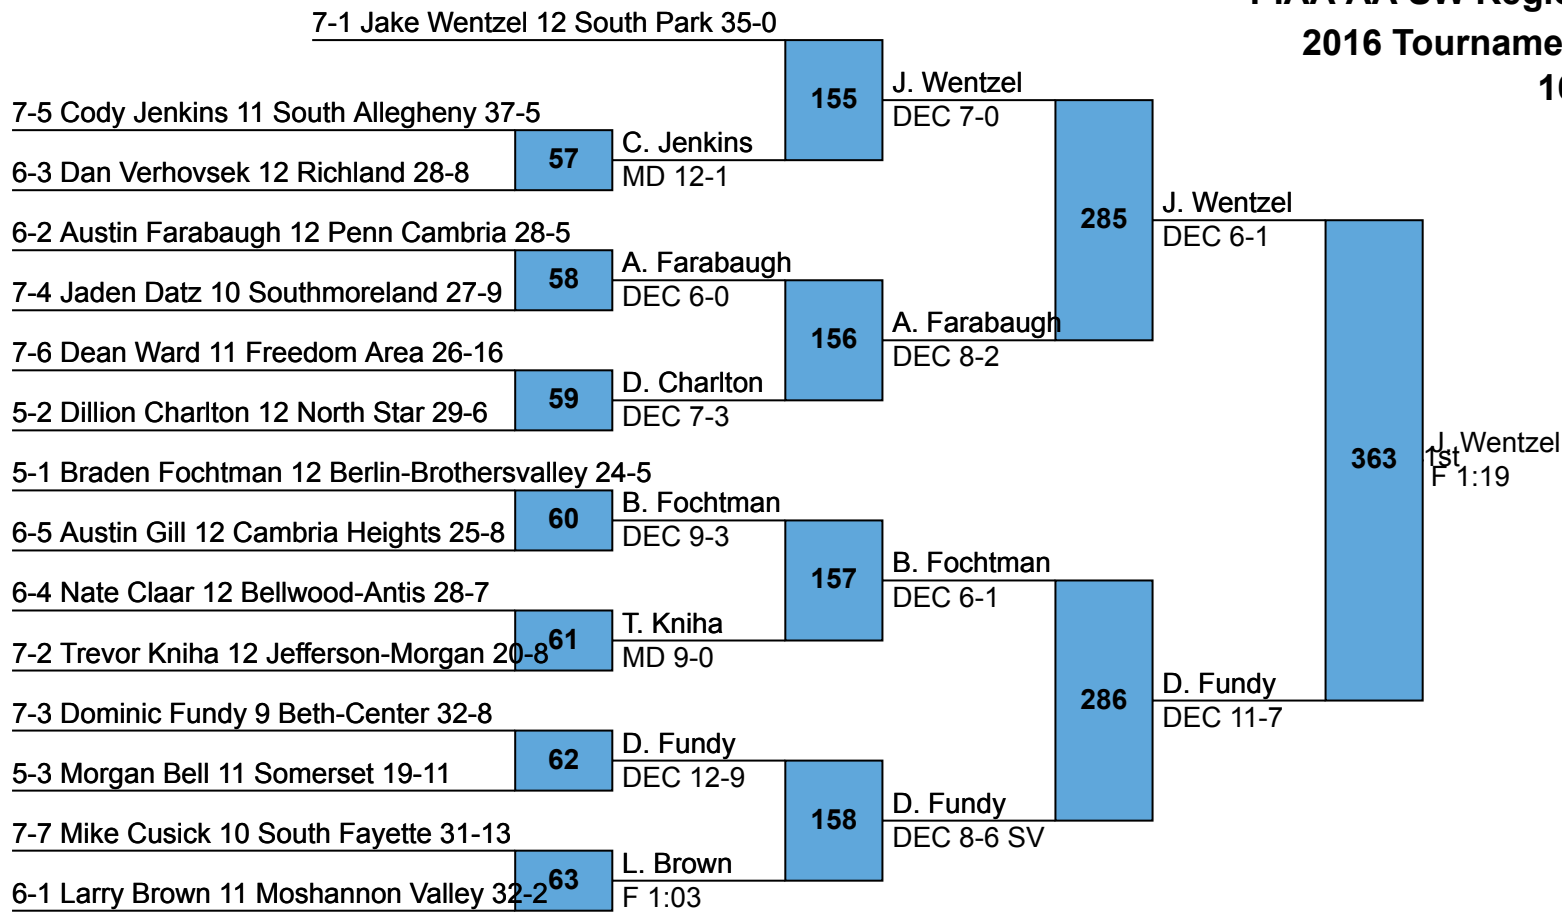 2016
7-1 Jake Wentzel 12 South Park 35-0
155
J. Wentzel
DEC 7-0
7-5 Cody Jenkins 11 South Allegheny 37-5
57
C. Jenkins
MD 12-1
6-3 Dan Verhovsek 12 Richland 28-8
285
J. Wentzel
DEC 6-1
6-2 Austin Farabaugh 12 Penn Cambria 28-5
58
A. Farabaugh
DEC 6-0
7-4 Jaden Datz 10 Southmoreland 27-9
156
A. Farabaugh
DEC 8-2
7-6 Dean Ward 11 Freedom Area 26-16
59
D. Charlton
DEC 7-3
5-2 Dillion Charlton 12 North Star 29-6
363
J. Wentzel
1st
F 1:19
5-1 Braden Fochtman 12 Berlin-Brothersvalley 24-5
60
B. Fochtman
DEC 9-3
6-5 Austin Gill 12 Cambria Heights 25-8
157
B. Fochtman
DEC 6-1
6-4 Nate Claar 12 Bellwood-Antis 28-7
61
T. Kniha
MD 9-0
7-2 Trevor Kniha 12 Jefferson-Morgan 20-8
286
D. Fundy
DEC 11-7
7-3 Dominic Fundy 9 Beth-Center 32-8
62
D. Fundy
DEC 12-9
5-3 Morgan Bell 11 Somerset 19-11
158
D. Fundy
DEC 8-6 SV
7-7 Mike Cusick 10 South Fayette 31-13
63
L. Brown
F 1:03
6-1 Larry Brown 11 Moshannon Valley 32-2